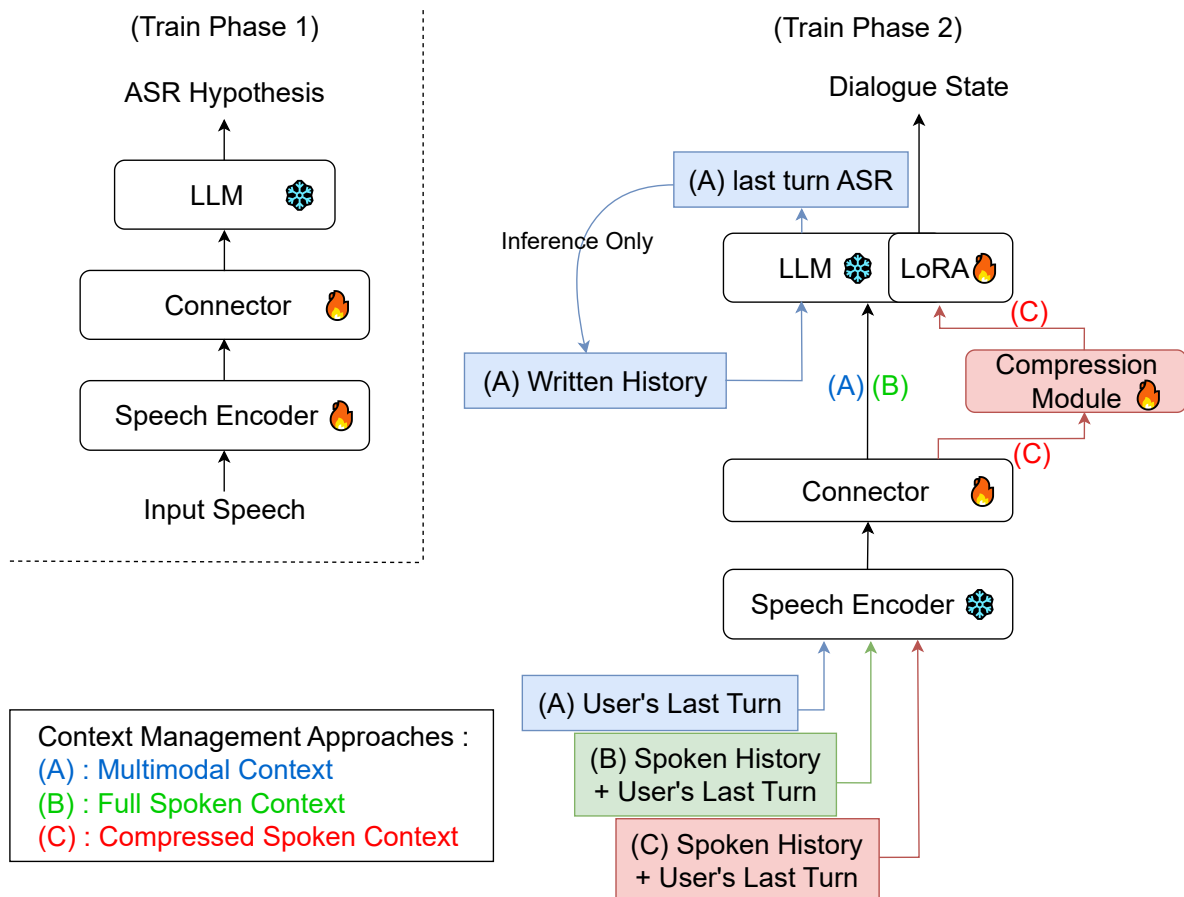 (Train Phase 1)
ASR Hypothesis
LLM
Connector
Speech Encoder
Input Speech
(Train Phase 2)
Dialogue State
(A) last turn ASR
Inference Only
LLM
LoRA
(C)
(A) Written History
(A)
(B)
Compression
Module
(C)
Connector
Speech Encoder
(A) User's Last Turn
(B) Spoken History
+ User's Last Turn
(C) Spoken History
+ User's Last Turn
Context Management Approaches :
(A) : Multimodal Context
(B) : Full Spoken Context
(C) : Compressed Spoken Context